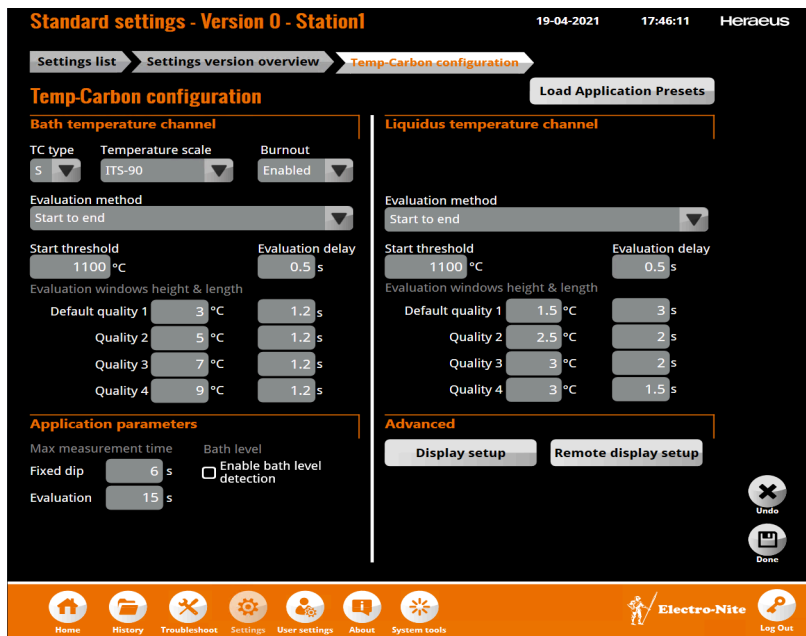 Standard settings - Version 0 - Station1
19-04-2021 17:46:11 Heraeus
Settings list Settings version overview Temp-Carbon configuration
Temp-Carbon configuration
Load Application Presets
Bath temperature channel
TC type Temperature scale Burnout
S ITS-90 Enabled
Evaluation method
Start to end
Start threshold Evaluation delay
1100 °C 0.5 s
Evaluation windows height & length
Default quality 1 3 °C 1.2 s
Quality 2 5 °C 1.2 s
Quality 3 7 °C 1.2 s
Quality 4 9 °C 1.2 s
Liquidus temperature channel
Evaluation method
Start to end
Start threshold Evaluation delay
1100 °C 0.5 s
Evaluation windows height & length
Default quality 1 1.5 °C 3 s
Quality 2 2.5 °C 2 s
Quality 3 3 °C 2 s
Quality 4 3 °C 1.5 s
Application parameters
Max measurement time Bath level
Fixed dip 6 s Enable bath level
detection
Evaluation 15 s
Advanced
Display setup Remote display setup
Undo
Done
Home History Troubleshoot Settings User settings About System tools
Electro-Nite
Log Out